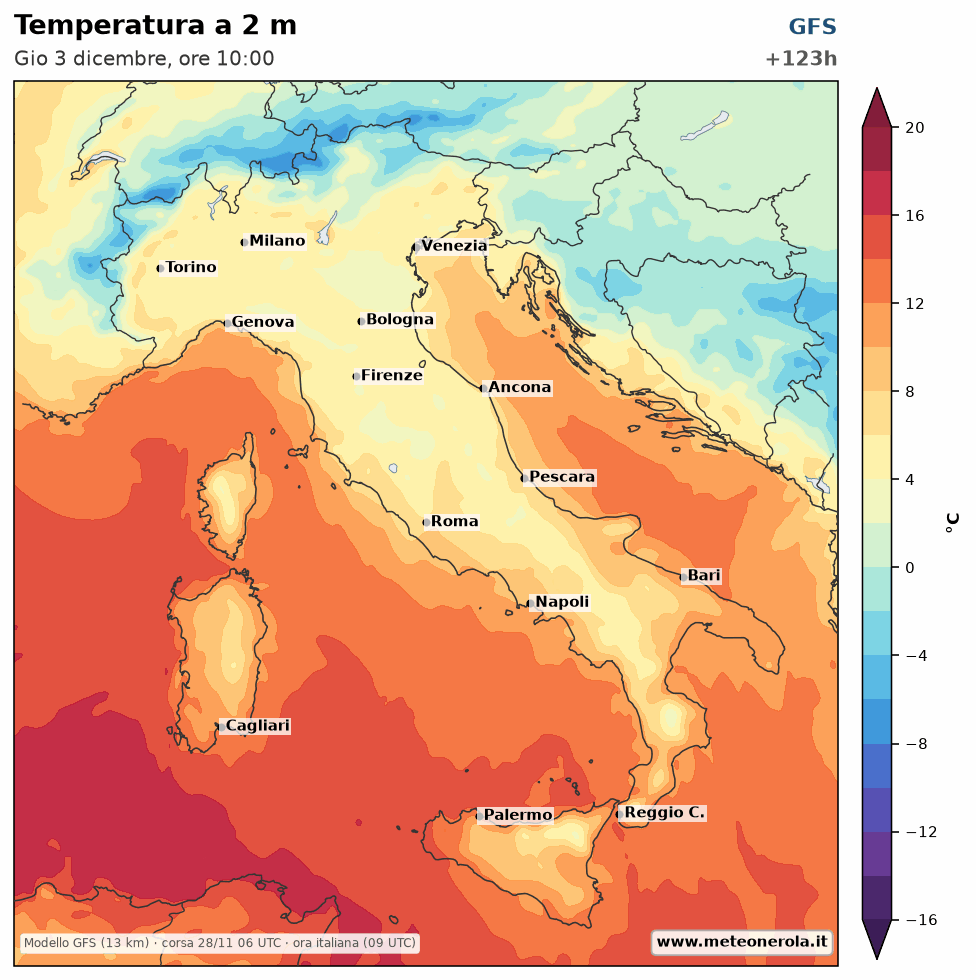 Temperatura a 2 m
GFS
Gio 3 dicembre, ore 10:00
+123h
20
16
12
8
4
0
−4
−8
−12
−16
°C
Milano
Venezia
Torino
Genova
Bologna
Firenze
Ancona
Pescara
Roma
Bari
Napoli
Cagliari
Palermo
Reggio C.
Modello GFS (13 km) · corsa 28/11 06 UTC · ora italiana (09 UTC)
www.meteonerola.it